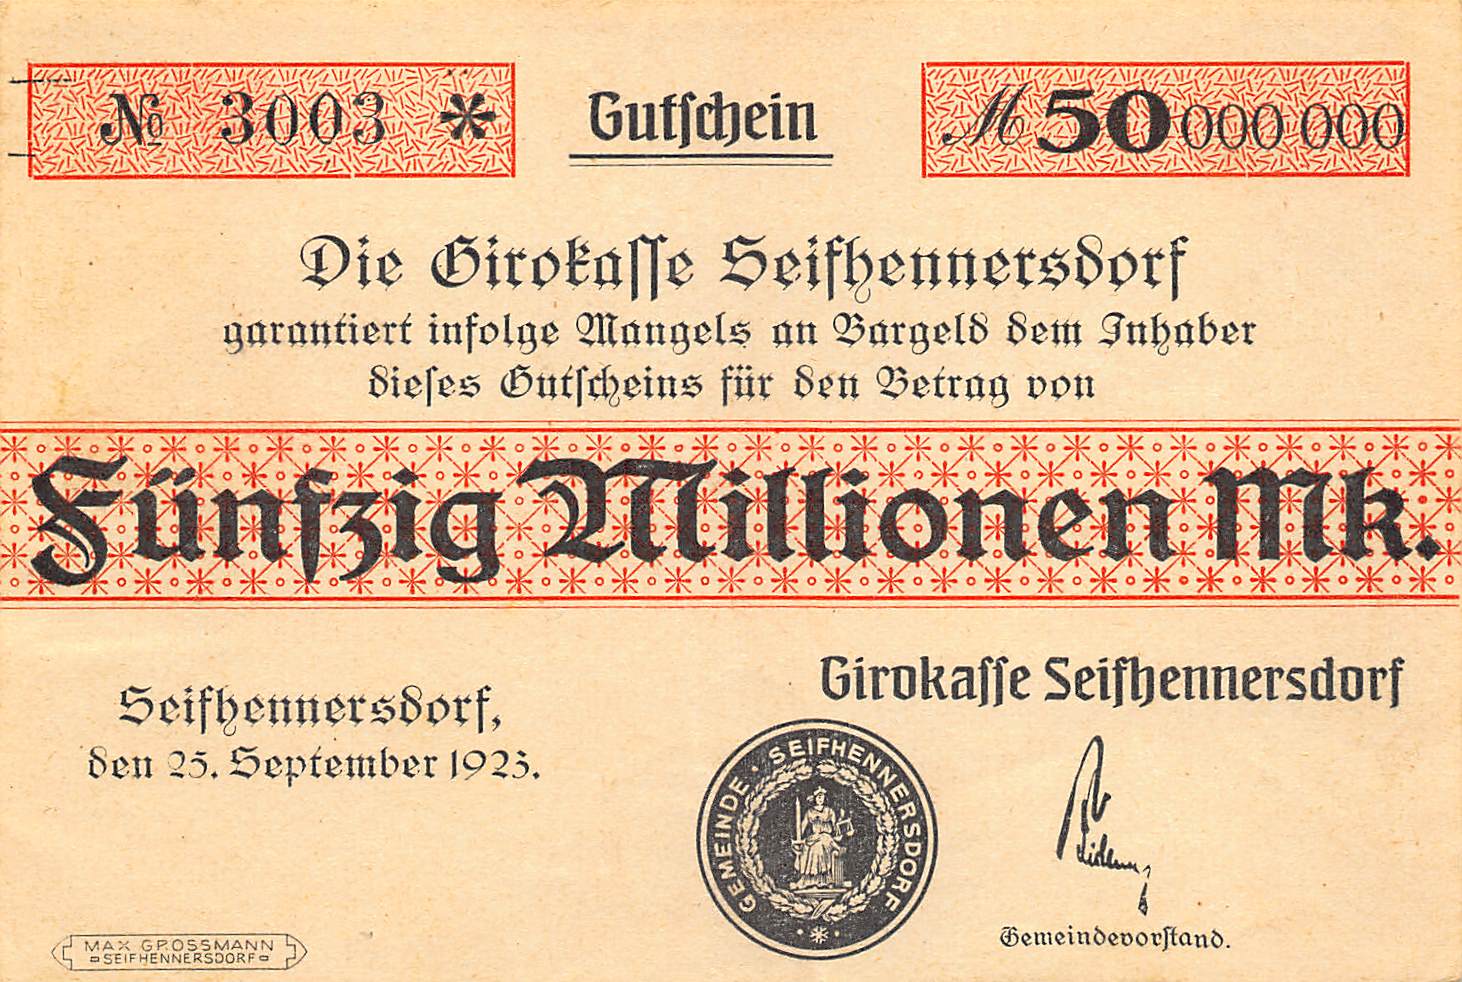 № 3003 *
Gutſchein
M 50 000 000
Die Girokaſſe Seifhennersdorf
garantiert infolge Mangels an Bargeld dem Inhaber
dieſes Gutſcheins für den Betrag von
Fünfzig Millionen Mk.
Girokaſſe Seifhennersdorf
Seifhennersdorf,
den 25. September 1923.
GEMEINDE · SEIFHENNERSDORF
Gemeindevorſtand.
MAX GROSSMANN
SEIFHENNERSDORF